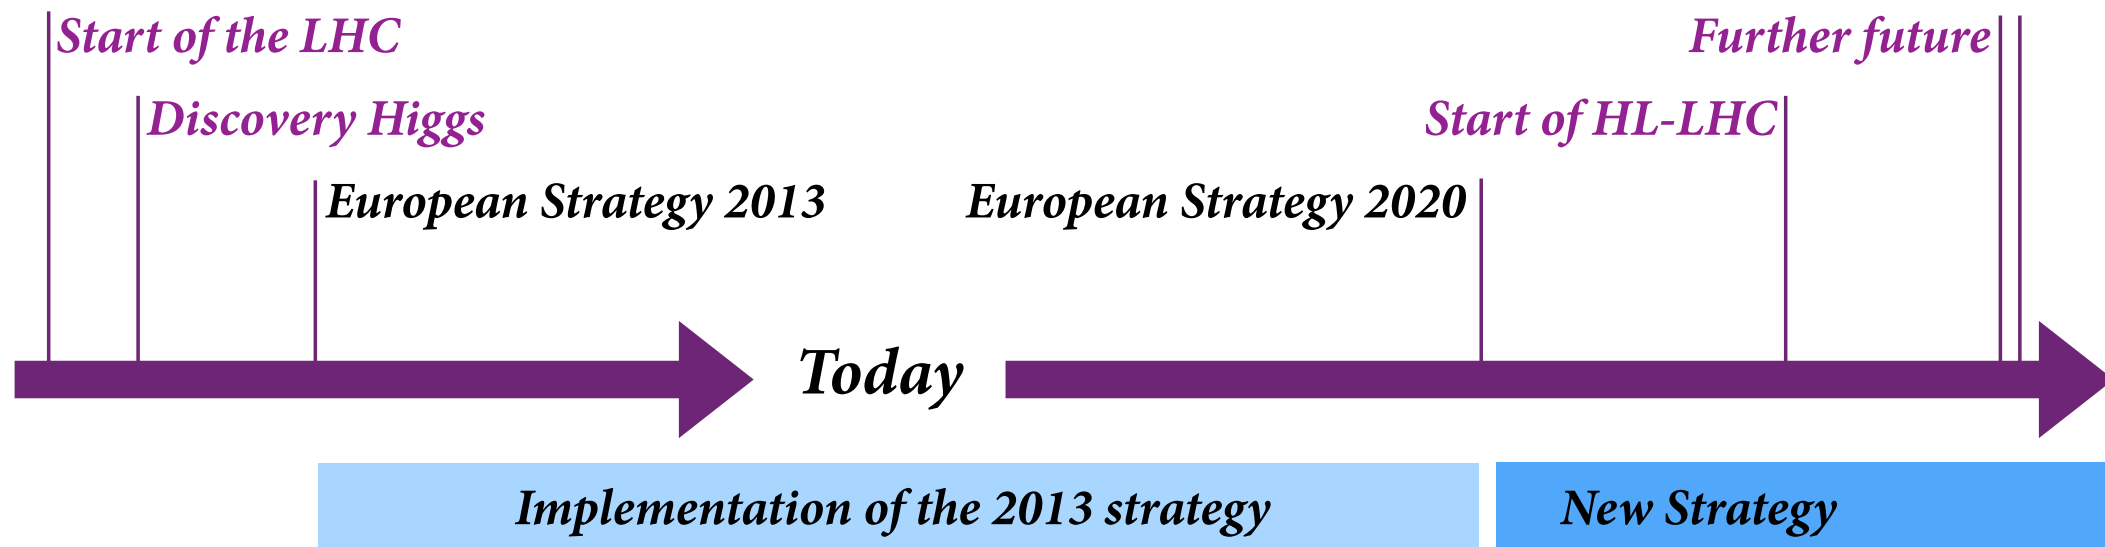 Start of the LHC
Further future
Discovery Higgs
Start of HL-LHC
European Strategy 2013
European Strategy 2020
Today
Implementation of the 2013 strategy
New Strategy